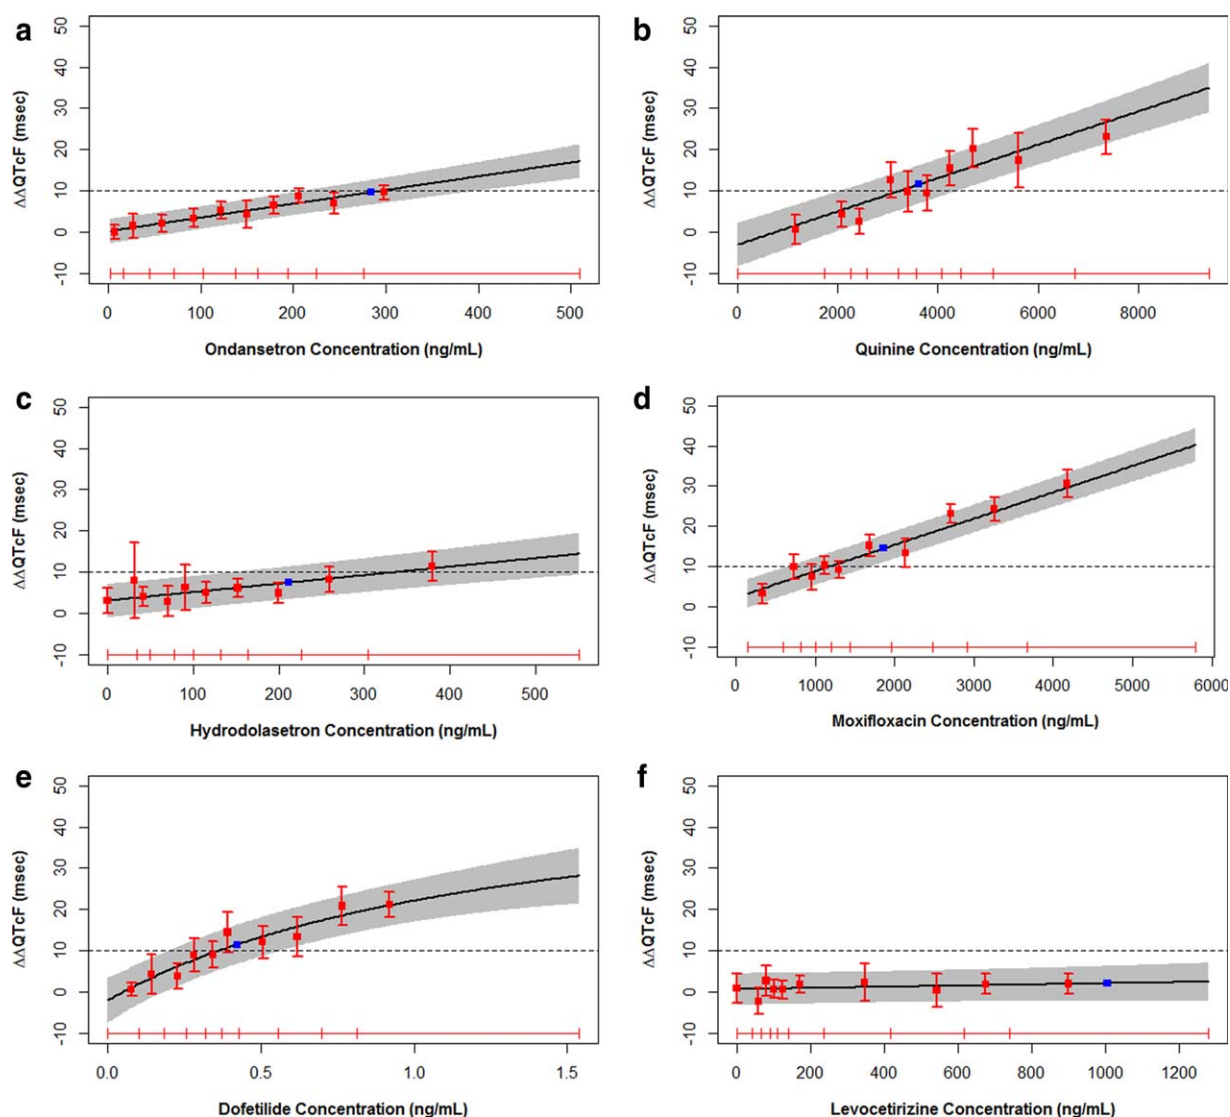 a
50
40
30
20
10
0
-10
ΔΔQTcF (msec)
0 100 200 300 400 500
Ondansetron Concentration (ng/mL)
b
50
40
30
20
10
0
-10
ΔΔQTcF (msec)
0 2000 4000 6000 8000
Quinine Concentration (ng/mL)
c
50
40
30
20
10
0
-10
ΔΔQTcF (msec)
0 100 200 300 400 500
Hydrodolasetron Concentration (ng/mL)
d
50
40
30
20
10
0
-10
ΔΔQTcF (msec)
0 1000 2000 3000 4000 5000 6000
Moxifloxacin Concentration (ng/mL)
e
50
40
30
20
10
0
-10
ΔΔQTcF (msec)
0.0 0.5 1.0 1.5
Dofetilide Concentration (ng/mL)
f
50
40
30
20
10
0
-10
ΔΔQTcF (msec)
0 200 400 600 800 1000 1200
Levocetirizine Concentration (ng/mL)